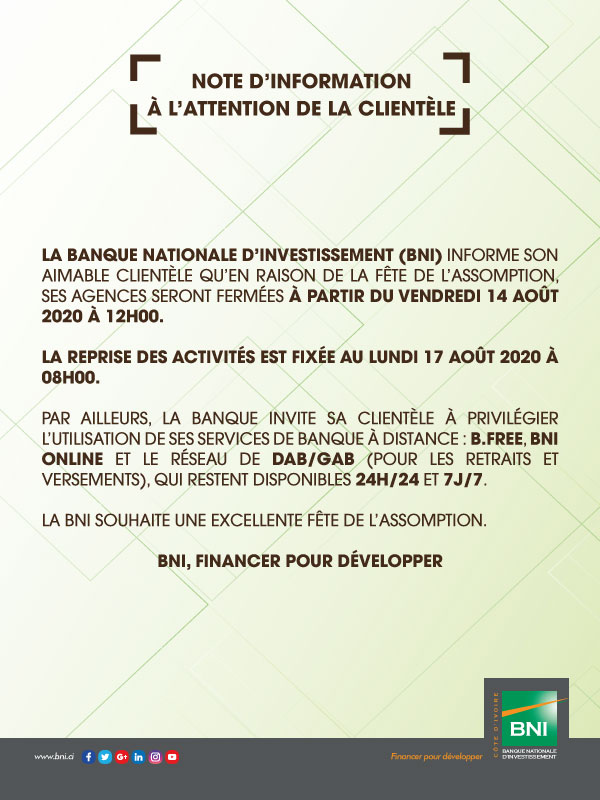 NOTE D'INFORMATION
À L'ATTENTION DE LA CLIENTÈLE
LA BANQUE NATIONALE D'INVESTISSEMENT (BNI) INFORME SON
AIMABLE CLIENTÈLE QU'EN RAISON DE LA FÊTE DE L'ASSOMPTION,
SES AGENCES SERONT FERMÉES À PARTIR DU VENDREDI 14 AOÛT
2020 À 12H00.
LA REPRISE DES ACTIVITÉS EST FIXÉE AU LUNDI 17 AOÛT 2020 À
08H00.
PAR AILLEURS, LA BANQUE INVITE SA CLIENTÈLE À PRIVILÉGIER
L'UTILISATION DE SES SERVICES DE BANQUE À DISTANCE : B.FREE, BNI
ONLINE ET LE RÉSEAU DE DAB/GAB (POUR LES RETRAITS ET
VERSEMENTS), QUI RESTENT DISPONIBLES 24H/24 ET 7J/7.
LA BNI SOUHAITE UNE EXCELLENTE FÊTE DE L'ASSOMPTION.
BNI, FINANCER POUR DÉVELOPPER
www.bni.ci
Financer pour développer
CÔTE D'IVOIRE
BNI
BANQUE NATIONALE
D'INVESTISSEMENT